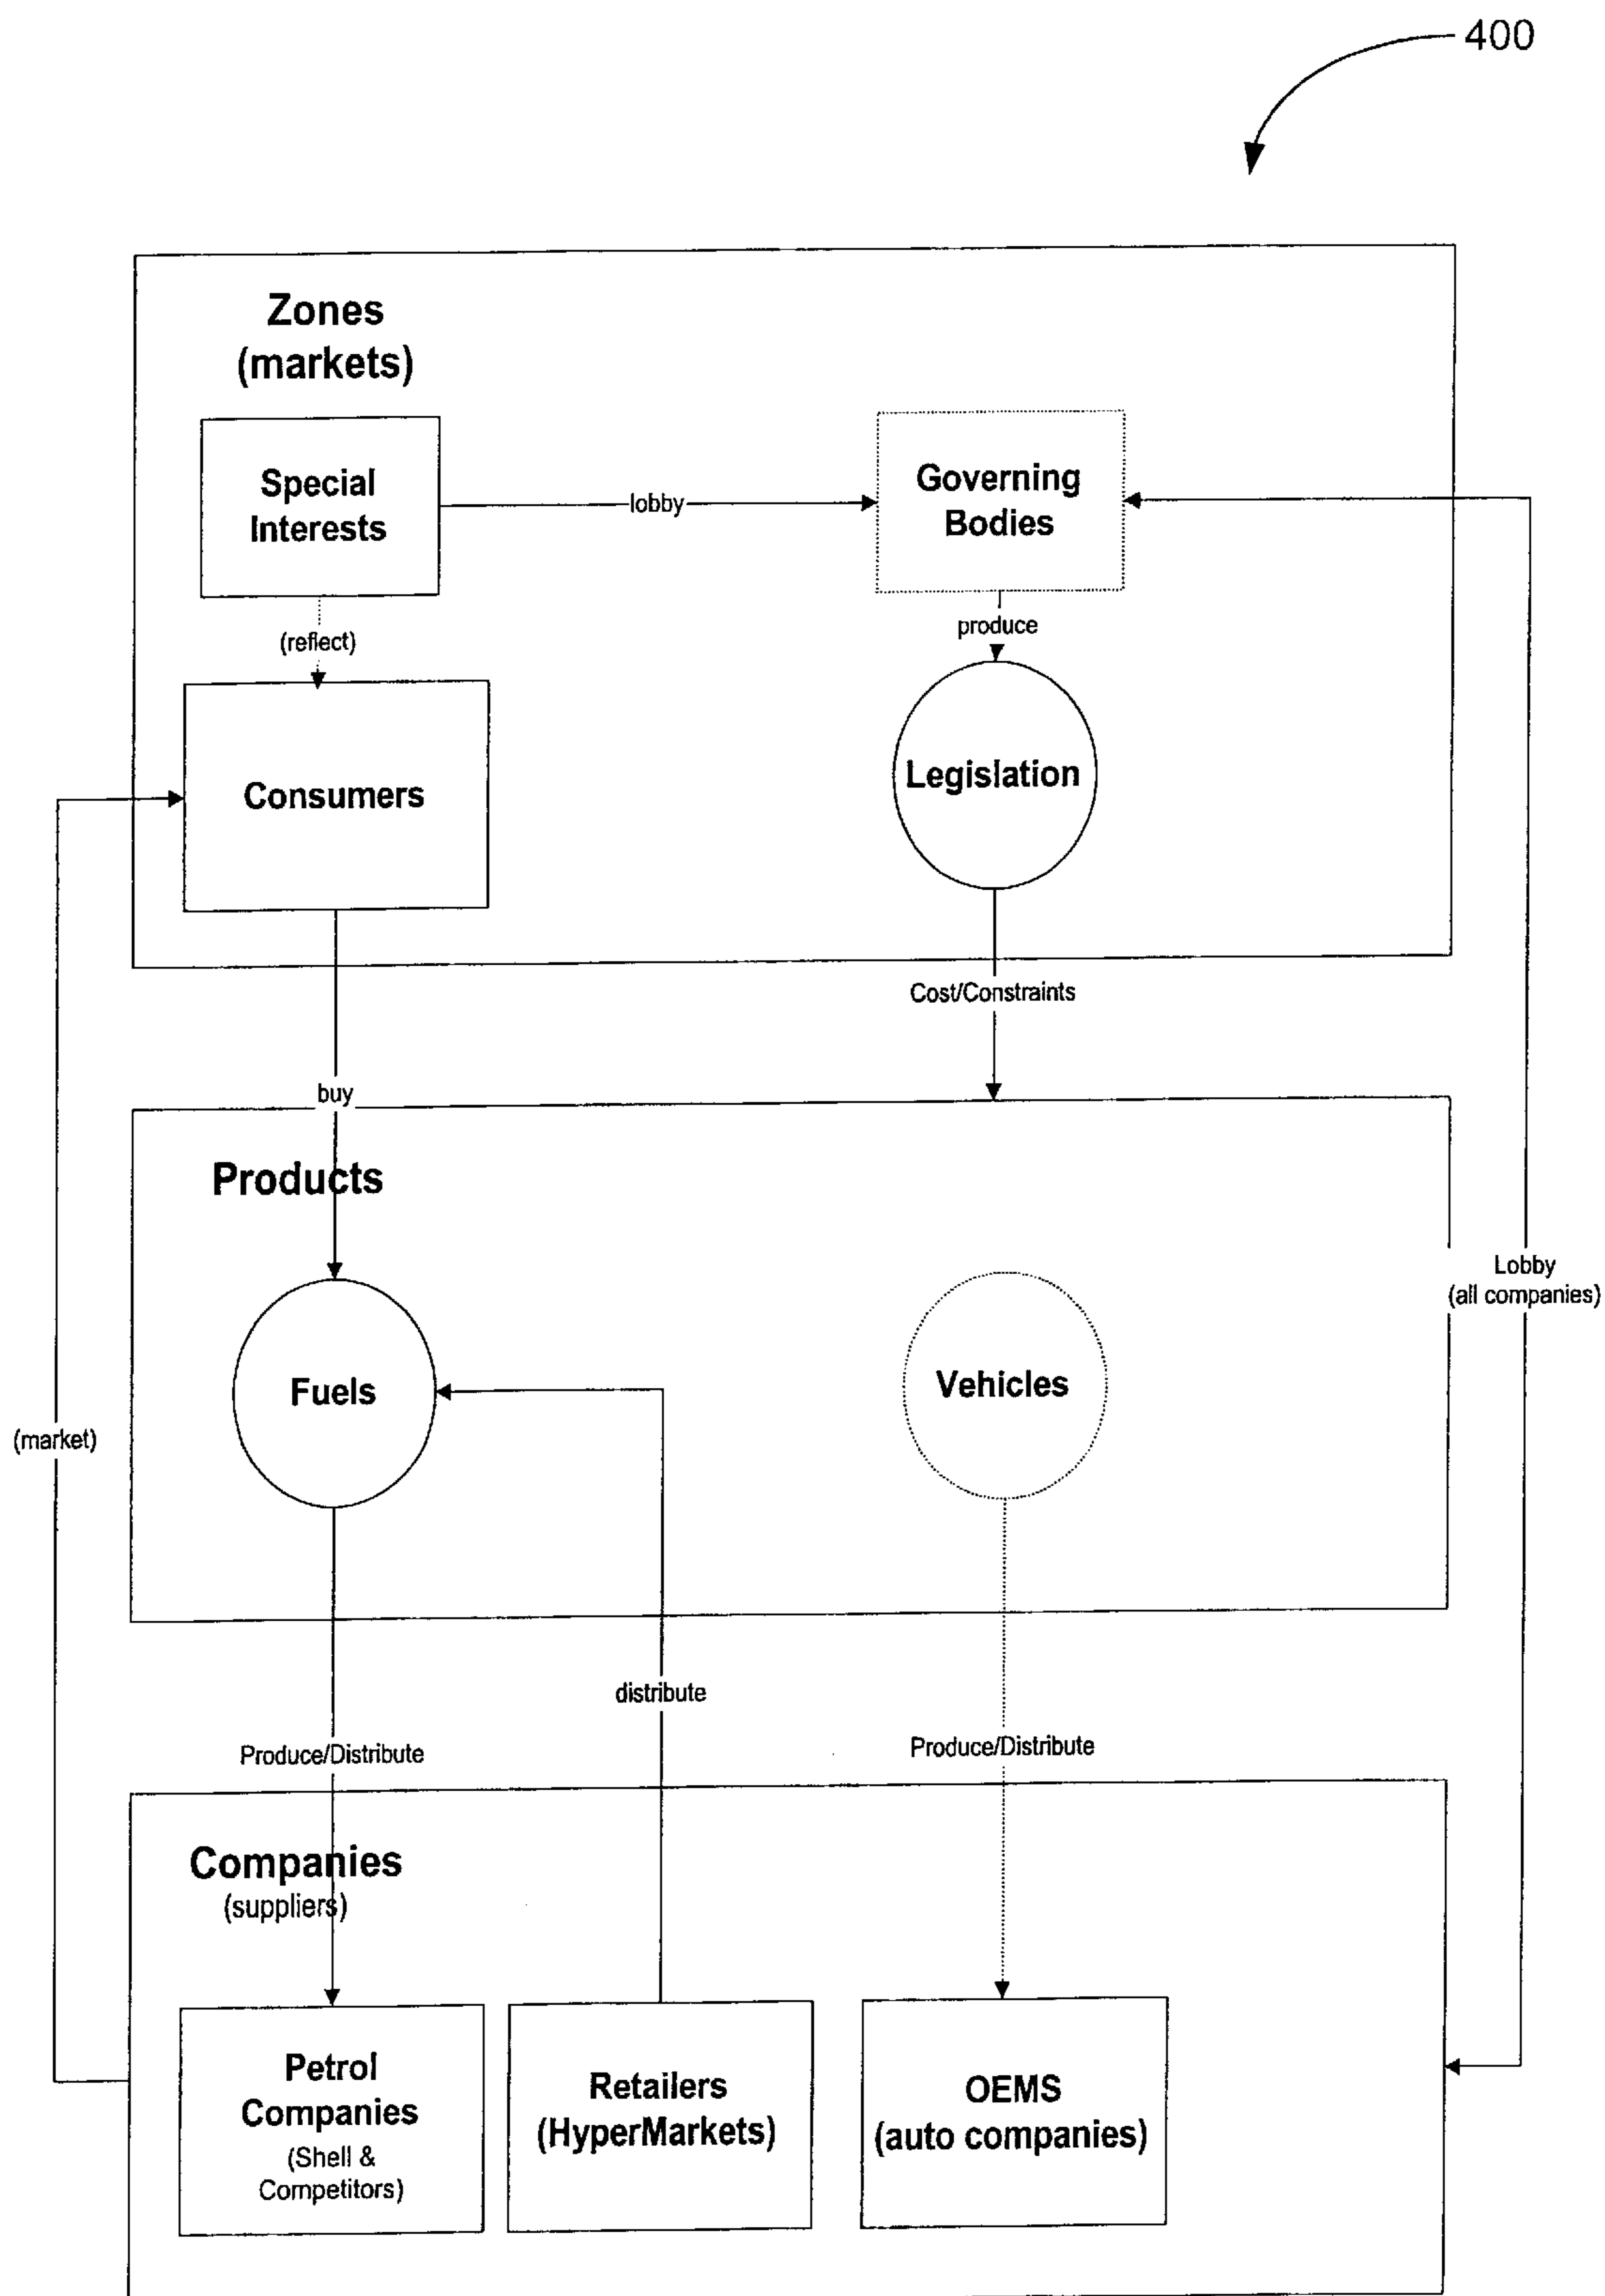 400
Zones
(markets)
Special
Interests
lobby
Governing
Bodies
(reflect)
produce
Consumers
Legislation
Cost/Constraints
buy
Products
Lobby
(all companies)
Fuels
Vehicles
(market)
distribute
Produce/Distribute
Produce/Distribute
Companies
(suppliers)
Petrol
Companies
(Shell &
Competitors)
Retailers
(HyperMarkets)
OEMS
(auto companies)